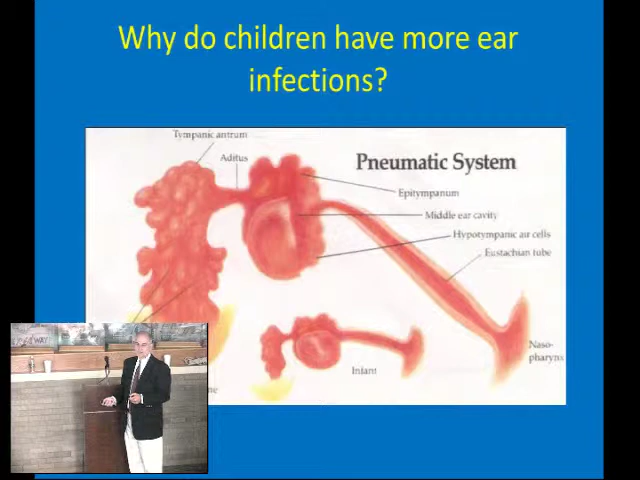 Why do children have more ear
infections?
Tympanic antrum
Aditus
Pneumatic System
Epitympanum
Middle ear cavity
Hypotympanic air cells
Eustachian tube
Naso-
pharynx
Infant